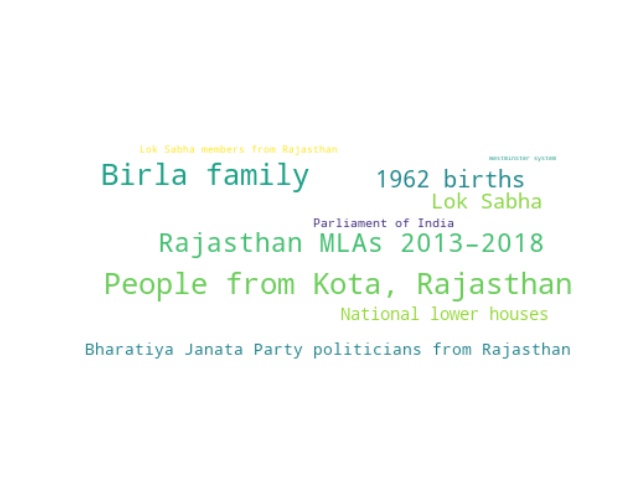 Lok Sabha members from Rajasthan
Westminster system
Birla family
1962 births
Lok Sabha
Parliament of India
Rajasthan MLAs 2013–2018
People from Kota, Rajasthan
National lower houses
Bharatiya Janata Party politicians from Rajasthan